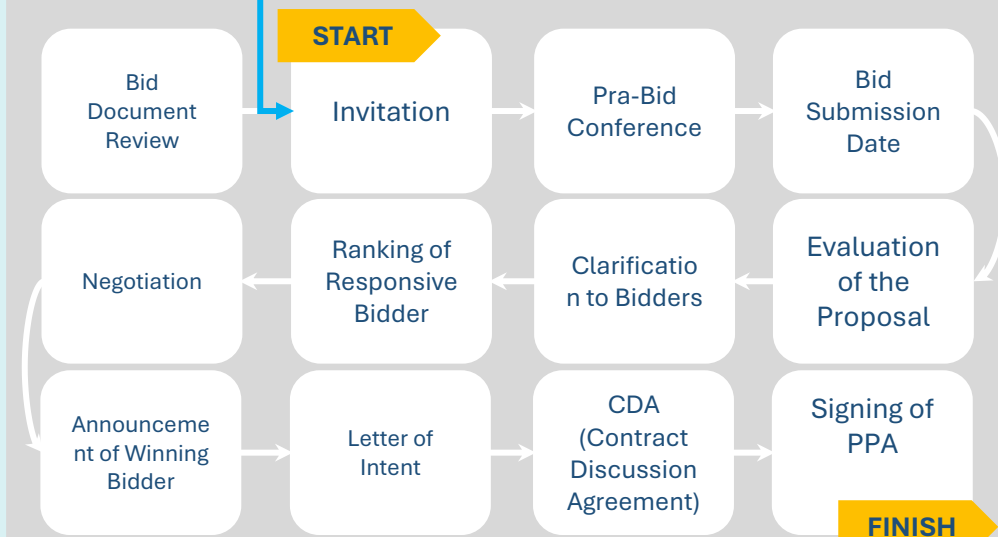 START
Bid
Document
Review
Invitation
Pra-Bid
Conference
Bid
Submission
Date
Negotiation
Ranking of
Responsive
Bidder
Clarificatio
n to Bidders
Evaluation
of the
Proposal
Announceme
nt of Winning
Bidder
Letter of
Intent
CDA
(Contract
Discussion
Agreement)
Signing of
PPA
FINISH